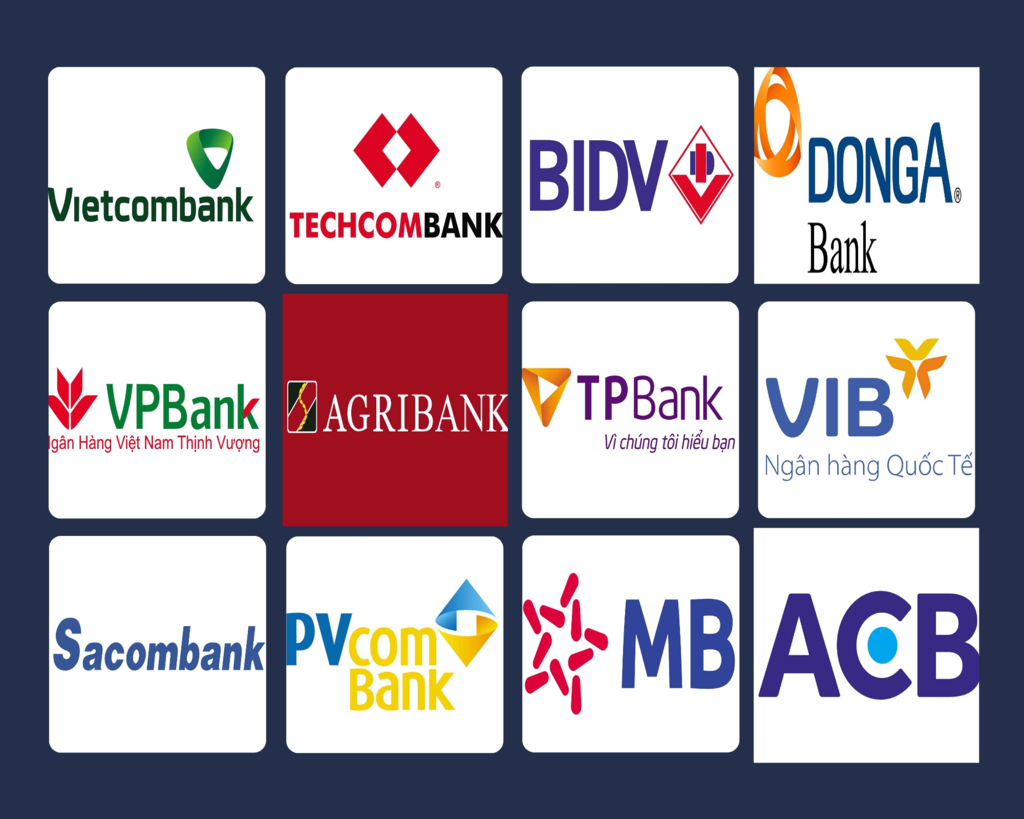 Vietcombank
TECHCOMBANK®
BIDV
DONGA®
Bank
VPBank
Ngân Hàng Việt Nam Thịnh Vượng
AGRIBANK
TPBank
Vì chúng tôi hiểu bạn
VIB
Ngân hàng Quốc Tế
Sacombank
PVcom
Bank
MB
ACB